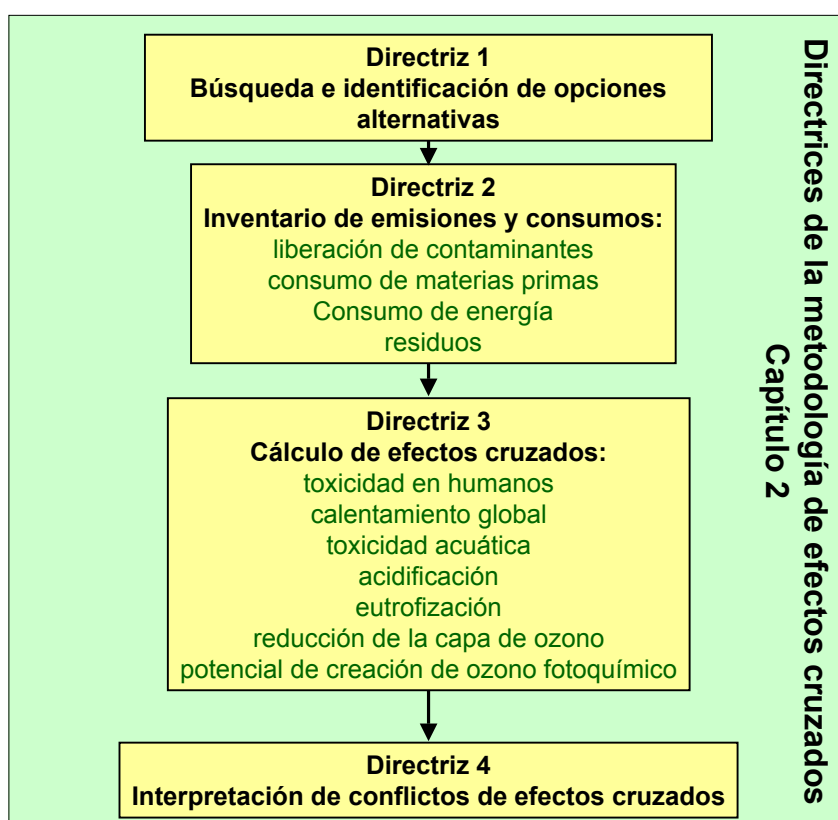 Directriz 1
Búsqueda e identificación de opciones
alternativas
Directriz 2
Inventario de emisiones y consumos:
liberación de contaminantes
consumo de materias primas
Consumo de energía
residuos
Directriz 3
Cálculo de efectos cruzados:
toxicidad en humanos
calentamiento global
toxicidad acuática
acidificación
eutrofización
reducción de la capa de ozono
potencial de creación de ozono fotoquímico
Directriz 4
Interpretación de conflictos de efectos cruzados
Directrices de la metodología de efectos cruzados
Capítulo 2